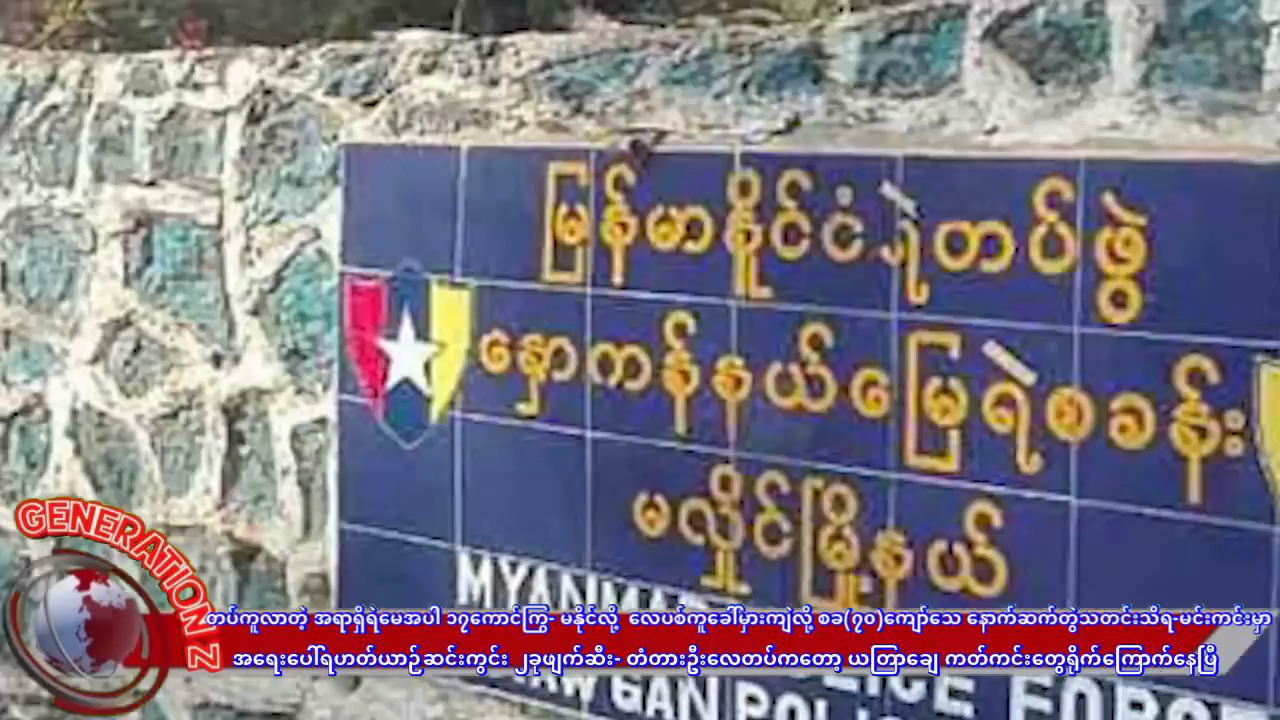 မြန်မာနိုင်ငံရဲတပ်ဖွဲ့
နှောကန်နယ်မြေရဲစခန်း
မလှိုင်မြို့နယ်
GENERATION Z
တပ်ကူလာတဲ့ အရာရှိရဲမေအပါ ၁၇ကောင်ကြွ- မနိုင်လို့ လေပစ်ကူခေါ်မှားကျဲလို့ စခ(၇၀)ကျော်သေ နောက်ဆက်တွဲသတင်းသိရ-မင်းကင်းမှာ
အရေးပေါ်ရဟတ်ယာဉ်ဆင်းကွင်း ၂ခုဖျက်ဆီး- တံတားဦးလေတပ်ကတော့ ယတြာချေ ကတ်ကင်းတွေရိုက်ကြောက်နေပြီ